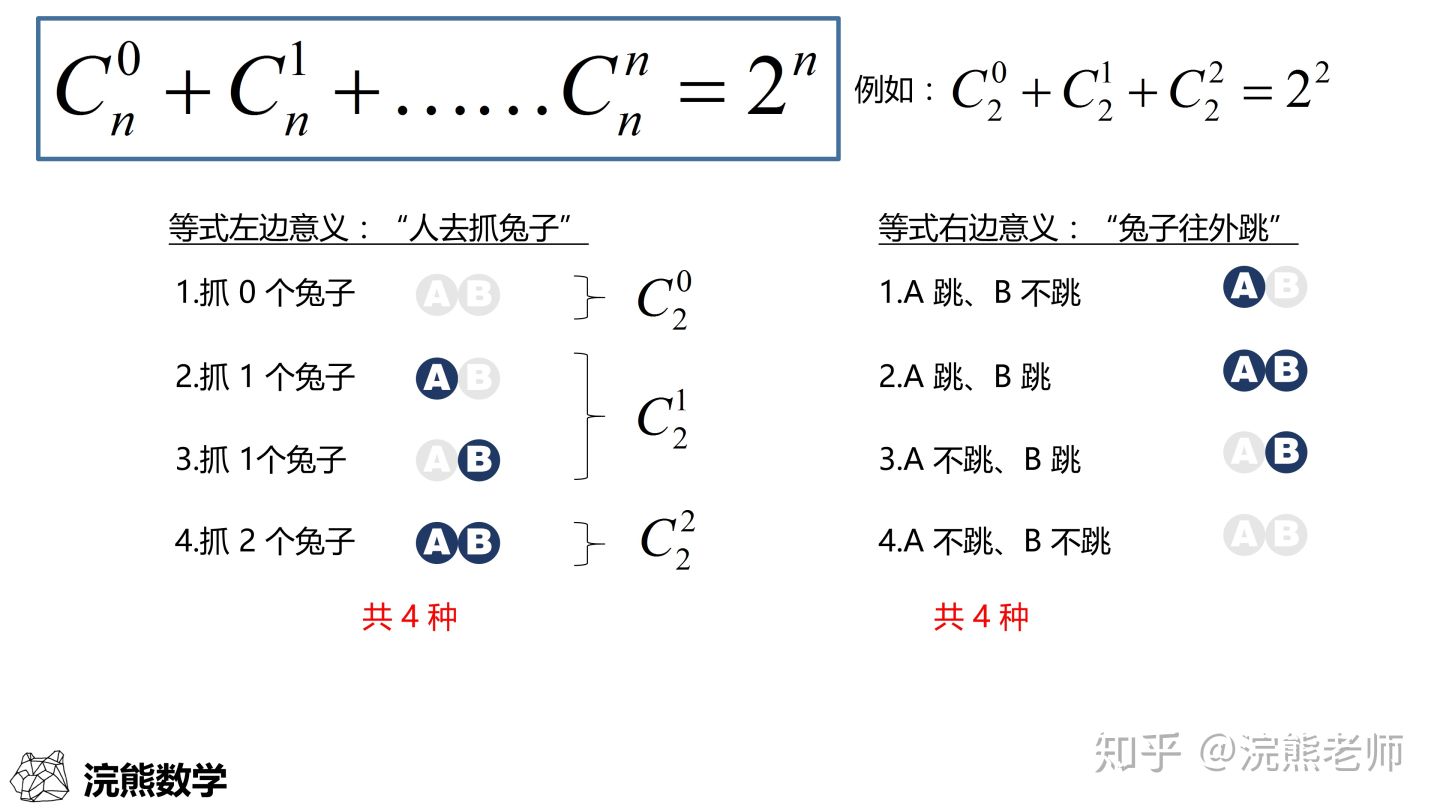 C_n^0 + C_n^1 + ……C_n^n = 2^n
例如： C_2^0 + C_2^1 + C_2^2 = 2^2
等式左边意义：“人去抓兔子”
1.抓 0 个兔子 A B C_2^0
2.抓 1 个兔子 A B
C_2^1
3.抓 1个兔子 A B
4.抓 2 个兔子 A B C_2^2
共 4 种
等式右边意义：“兔子往外跳”
1.A 跳、B 不跳 A B
2.A 跳、B 跳 A B
3.A 不跳、B 跳 A B
4.A 不跳、B 不跳 A B
共 4 种
浣熊数学
知乎 @浣熊老师